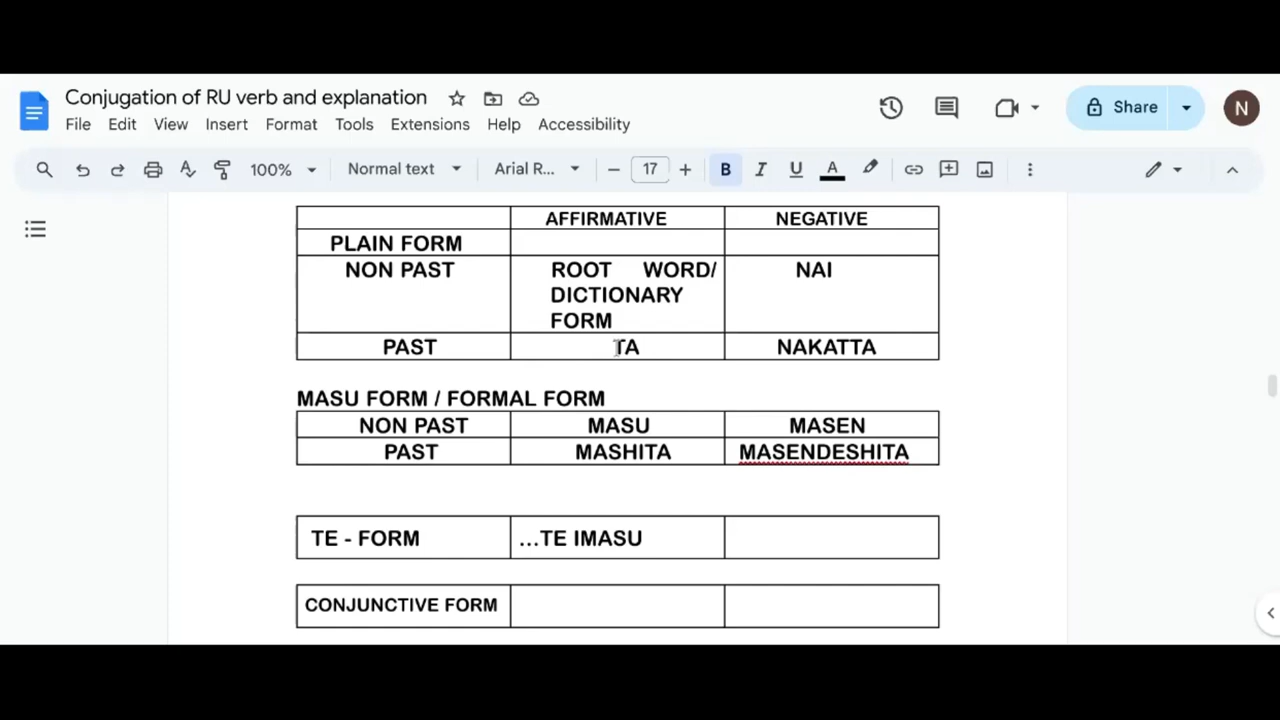 Conjugation of RU verb and explanation
File Edit View Insert Format Tools Extensions Help Accessibility
Share
N
100% Normal text Arial R... 17 B I U A
AFFIRMATIVE NEGATIVE
PLAIN FORM
NON PAST ROOT WORD/ NAI
DICTIONARY
FORM
PAST TA NAKATTA
MASU FORM / FORMAL FORM
NON PAST MASU MASEN
PAST MASHITA MASENDESHITA
TE - FORM ...TE IMASU
CONJUNCTIVE FORM